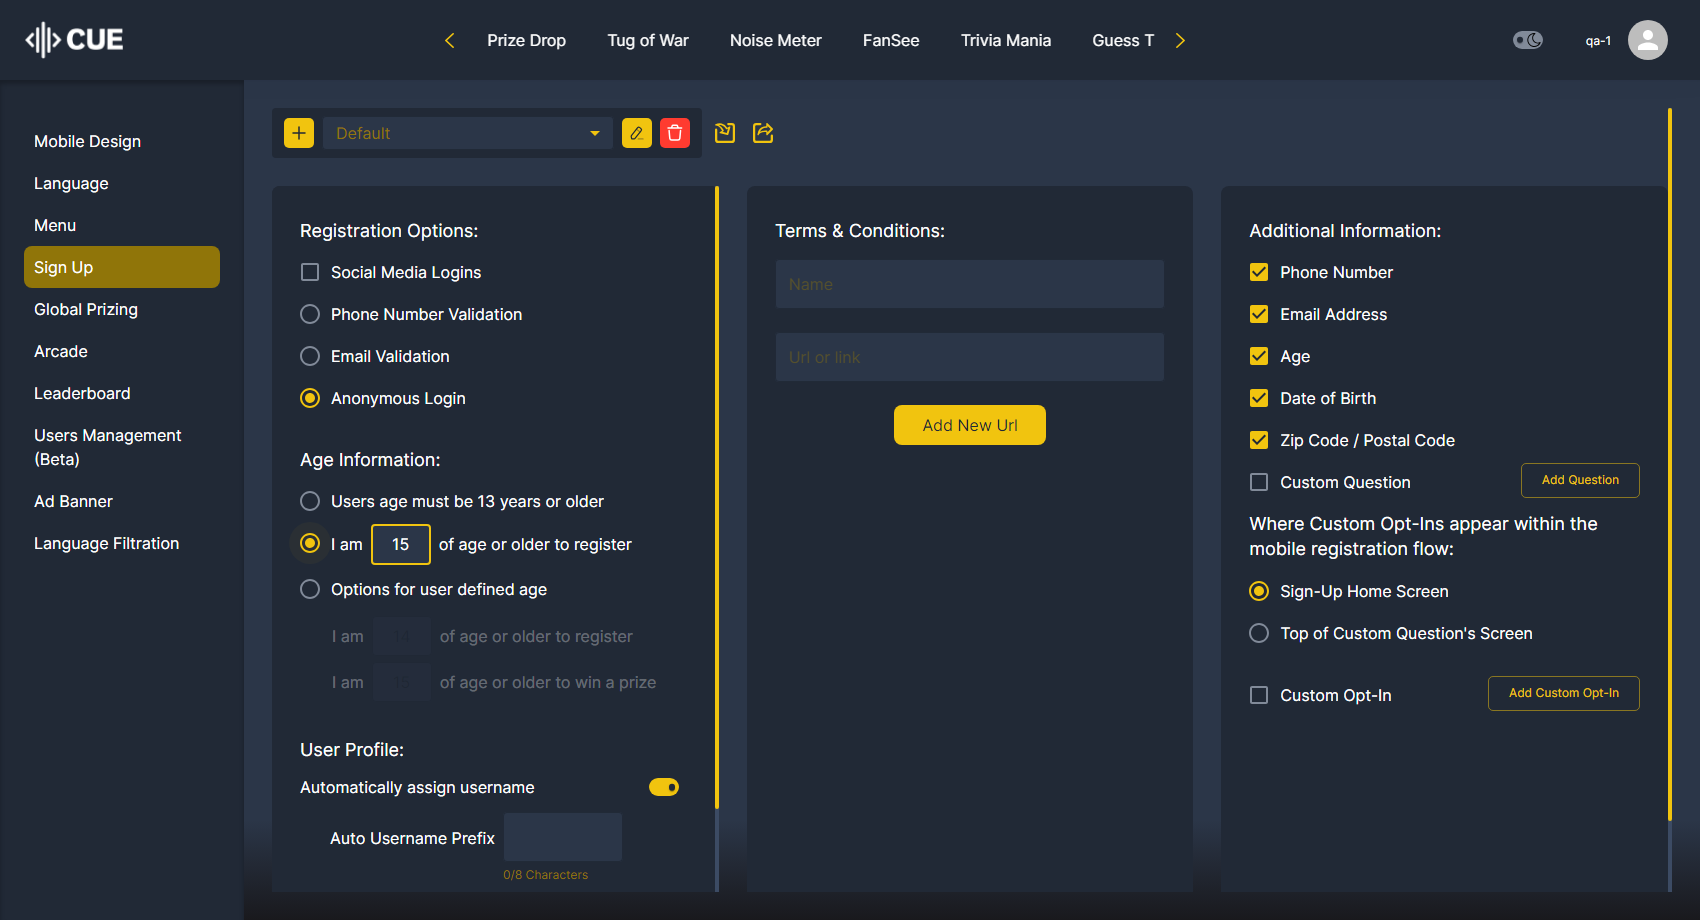 CUE
Prize Drop
Tug of War
Noise Meter
FanSee
Trivia Mania
Guess T
qa-1
Mobile Design
Language
Menu
Sign Up
Global Prizing
Arcade
Leaderboard
Users Management
(Beta)
Ad Banner
Language Filtration
Default
Registration Options:
Social Media Logins
Phone Number Validation
Email Validation
Anonymous Login
Age Information:
Users age must be 13 years or older
I am 15 of age or older to register
Options for user defined age
I am of age or older to register
I am of age or older to win a prize
User Profile:
Automatically assign username
Auto Username Prefix
0/8 Characters
Terms & Conditions:
Name
Url or link
Add New Url
Additional Information:
Phone Number
Email Address
Age
Date of Birth
Zip Code / Postal Code
Custom Question
Add Question
Where Custom Opt-Ins appear within the
mobile registration flow:
Sign-Up Home Screen
Top of Custom Question's Screen
Custom Opt-In
Add Custom Opt-In